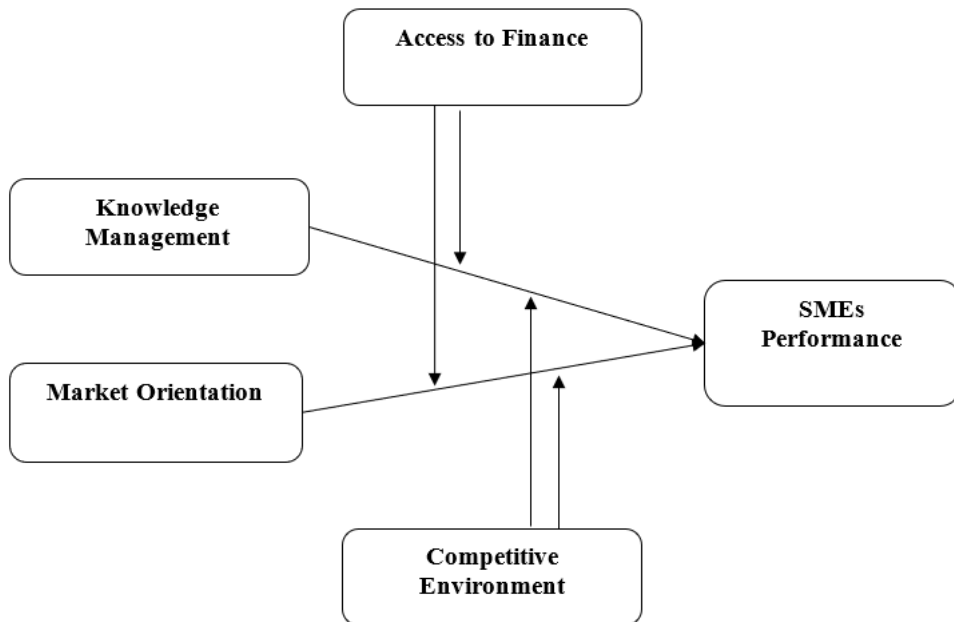 Access to Finance
Knowledge
Management
SMEs
Performance
Market Orientation
Competitive
Environment